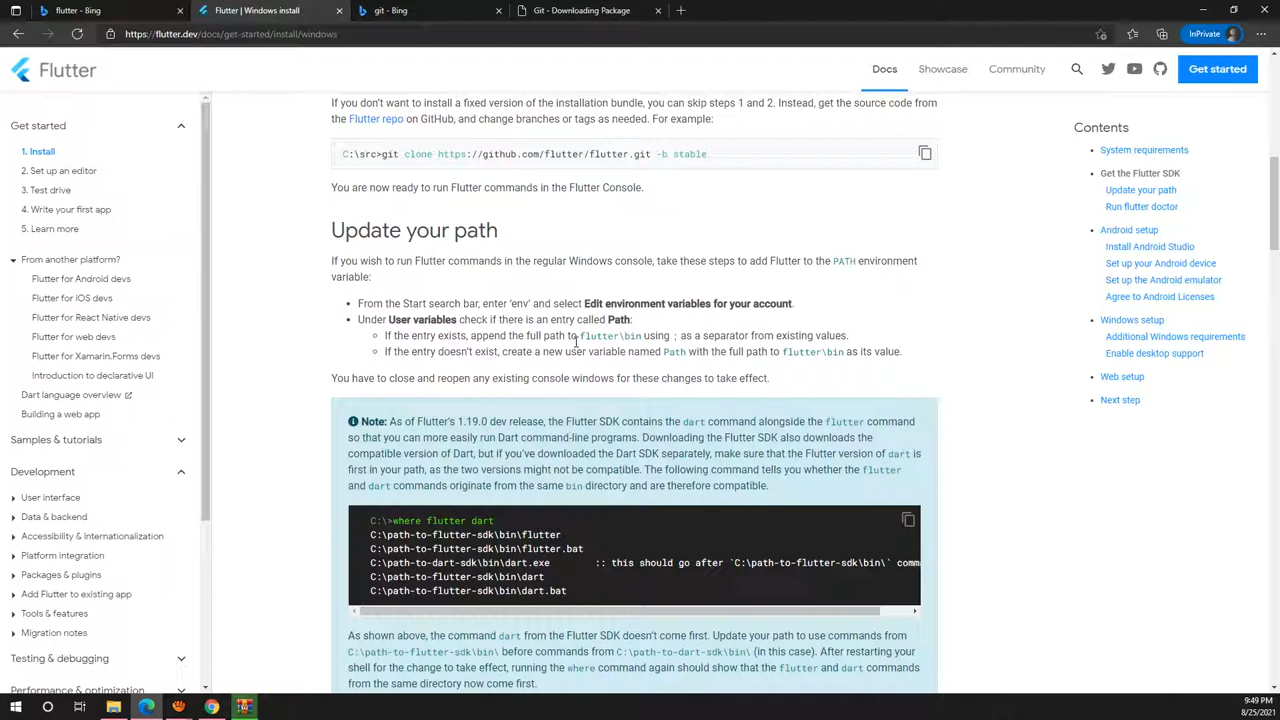 flutter - Bing
Flutter | Windows install
git - Bing
Git - Downloading Package
https://flutter.dev/docs/get-started/install/windows
InPrivate
Flutter
Docs
Showcase
Community
Get started
Get started
1. Install
2. Set up an editor
3. Test drive
4. Write your first app
5. Learn more
From another platform?
Flutter for Android devs
Flutter for iOS devs
Flutter for React Native devs
Flutter for web devs
Flutter for Xamarin.Forms devs
Introduction to declarative UI
Dart language overview
Building a web app
Samples & tutorials
Development
User interface
Data & backend
Accessibility & Internationalization
Platform integration
Packages & plugins
Add Flutter to existing app
Tools & features
Migration notes
Testing & debugging
Performance & optimization
If you don't want to install a fixed version of the installation bundle, you can skip steps 1 and 2. Instead, get the source code from
the Flutter repo on GitHub, and change branches or tags as needed. For example:
C:\src>git clone https://github.com/flutter/flutter.git -b stable
You are now ready to run Flutter commands in the Flutter Console.
Update your path
If you wish to run Flutter commands in the regular Windows console, take these steps to add Flutter to the PATH environment
variable:
• From the Start search bar, enter 'env' and select Edit environment variables for your account.
• Under User variables check if there is an entry called Path:
If the entry exists, append the full path to flutter\bin using ; as a separator from existing values.
If the entry doesn't exist, create a new user variable named Path with the full path to flutter\bin as its value.
You have to close and reopen any existing console windows for these changes to take effect.
Note: As of Flutter's 1.19.0 dev release, the Flutter SDK contains the dart command alongside the flutter command
so that you can more easily run Dart command-line programs. Downloading the Flutter SDK also downloads the
compatible version of Dart, but if you've downloaded the Dart SDK separately, make sure that the Flutter version of dart is
first in your path, as the two versions might not be compatible. The following command tells you whether the flutter
and dart commands originate from the same bin directory and are therefore compatible.
C:\>where flutter dart
C:\path-to-flutter-sdk\bin\flutter
C:\path-to-flutter-sdk\bin\flutter.bat
C:\path-to-dart-sdk\bin\dart.exe :: this should go after `C:\path-to-flutter-sdk\bin\` comm
C:\path-to-flutter-sdk\bin\dart
C:\path-to-flutter-sdk\bin\dart.bat
As shown above, the command dart from the Flutter SDK doesn't come first. Update your path to use commands from
C:\path-to-flutter-sdk\bin\ before commands from C:\path-to-dart-sdk\bin\ (in this case). After restarting your
shell for the change to take effect, running the where command again should show that the flutter and dart commands
from the same directory now come first.
Contents
• System requirements
• Get the Flutter SDK
Update your path
Run flutter doctor
• Android setup
Install Android Studio
Set up your Android device
Set up the Android emulator
Agree to Android Licenses
• Windows setup
Additional Windows requirements
Enable desktop support
• Web setup
• Next step
9:49 PM
8/25/2021